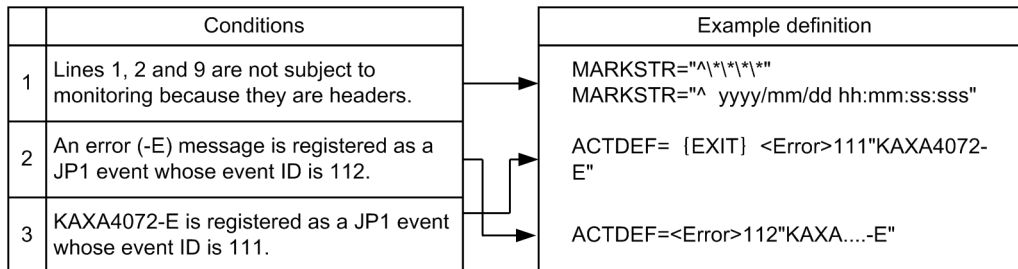 Conditions
1
Lines 1, 2 and 9 are not subject to
monitoring because they are headers.
2
An error (-E) message is registered as a
JP1 event whose event ID is 112.
3
KAXA4072-E is registered as a JP1 event
whose event ID is 111.
Example definition
MARKSTR="^\*\*\*\*"
MARKSTR="^  yyyy/mm/dd hh:mm:ss:sss"
ACTDEF= {EXIT} <Error>111"KAXA4072-
E"
ACTDEF=<Error>112"KAXA....-E"